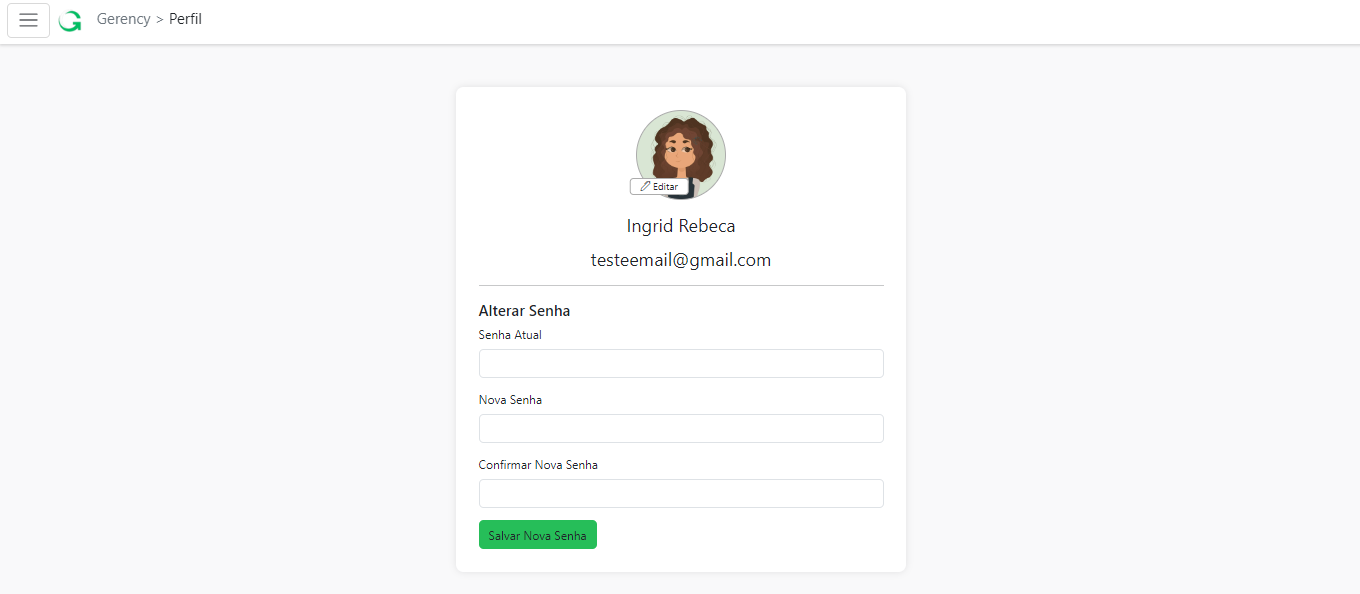 Gerency > Perfil
Editar
Ingrid Rebeca
testeemail@gmail.com
Alterar Senha
Senha Atual
Nova Senha
Confirmar Nova Senha
Salvar Nova Senha